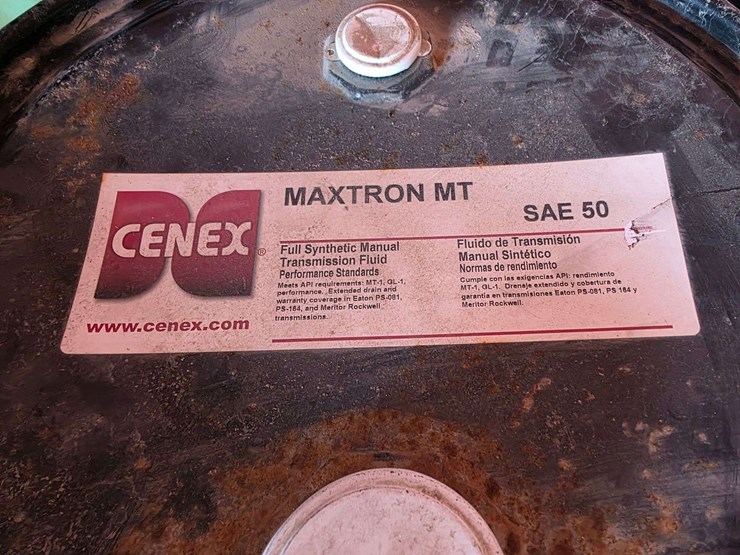 MAXTRON MT
SAE 50
CENEX®
www.cenex.com
Full Synthetic Manual
Transmission Fluid
Performance Standards
Meets API requirements: MT-1, GL-1,
performance. Extended drain and
warranty coverage in Eaton PS-081,
PS-164, and Meritor Rockwell
transmissions.
Fluido de Transmisión
Manual Sintético
Normas de rendimiento
Cumple con las exigencias API: rendimiento
MT-1, GL-1. Drenaje extendido y cobertura de
garantia en transmisiones Eaton PS-081, PS 164 y
Meritor Rockwell.